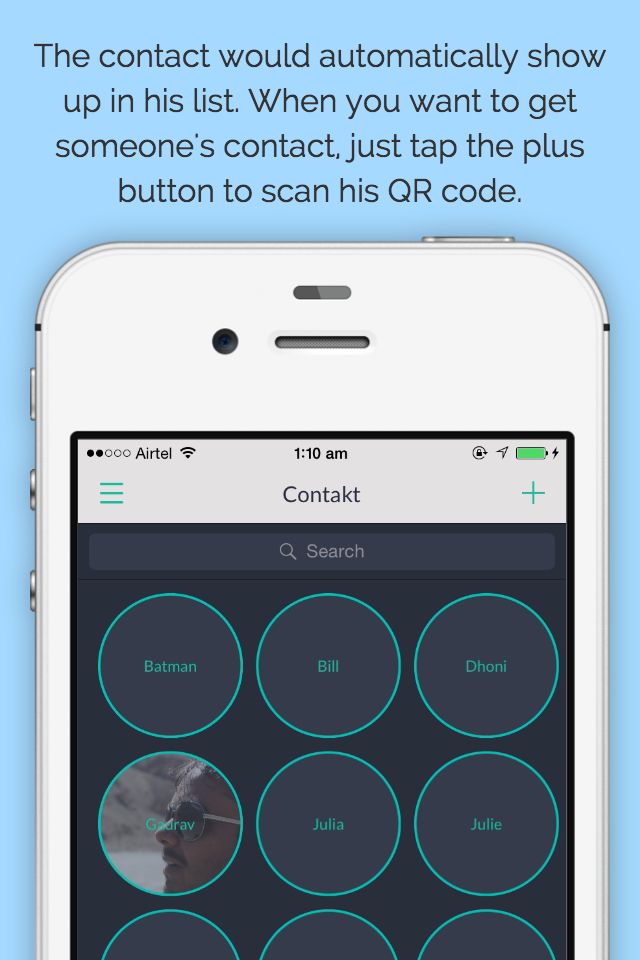 The contact would automatically show
up in his list. When you want to get
someone's contact, just tap the plus
button to scan his QR code.
Airtel 1:10 am
Contakt
Search
Batman Bill Dhoni
Gaurav Julia Julie